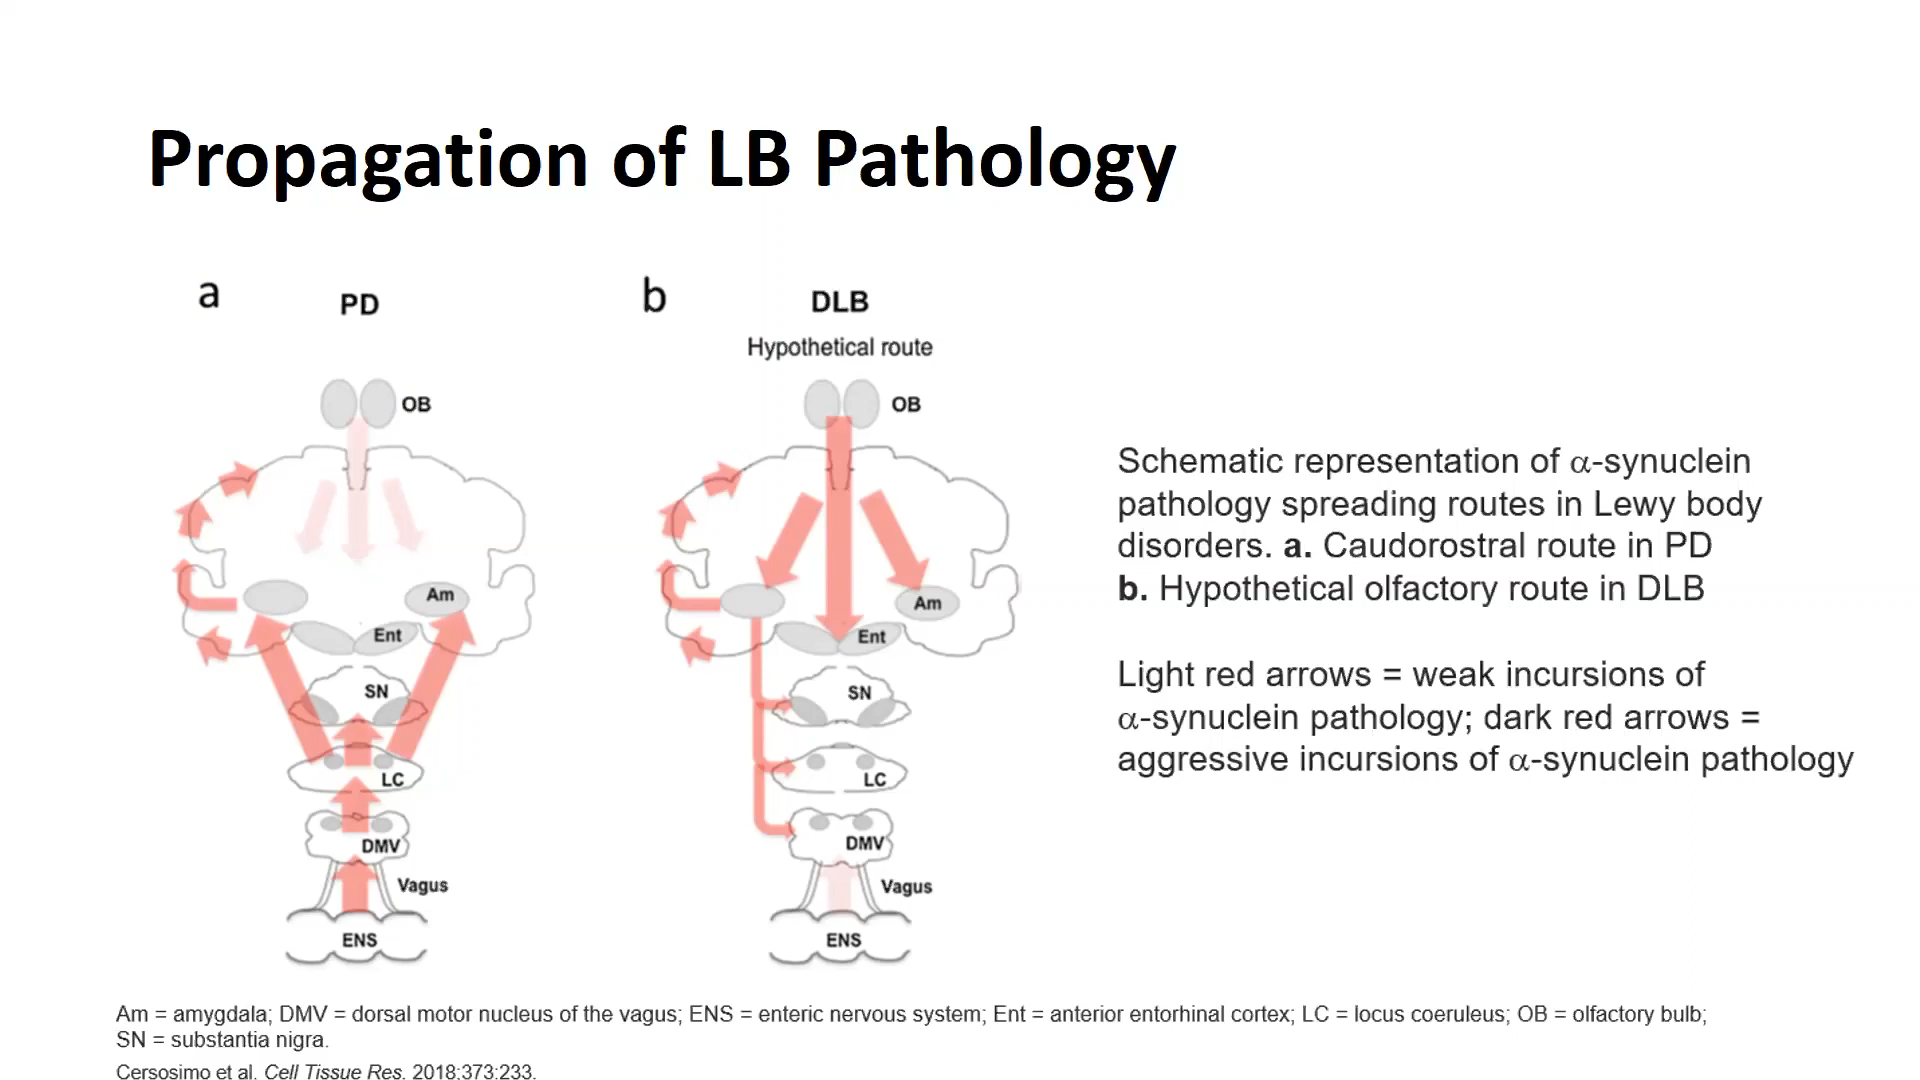 Propagation of LB Pathology
a
PD
OB
Am
Ent
SN
LC
DMV
Vagus
ENS
b
DLB
Hypothetical route
OB
Am
Ent
SN
LC
DMV
Vagus
ENS
Schematic representation of α-synuclein
pathology spreading routes in Lewy body
disorders. a. Caudorostral route in PD
b. Hypothetical olfactory route in DLB
Light red arrows = weak incursions of
α-synuclein pathology; dark red arrows =
aggressive incursions of α-synuclein pathology
Am = amygdala; DMV = dorsal motor nucleus of the vagus; ENS = enteric nervous system; Ent = anterior entorhinal cortex; LC = locus coeruleus; OB = olfactory bulb;
SN = substantia nigra.
Cersosimo et al. Cell Tissue Res. 2018;373:233.